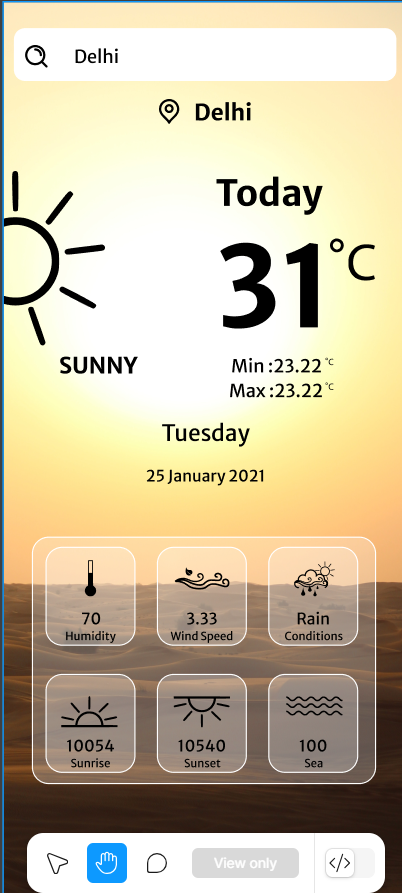 Delhi
Delhi
Today
31°C
SUNNY
Min :23.22 °C
Max :23.22 °C
Tuesday
25 January 2021
70
Humidity
3.33
Wind Speed
Rain
Conditions
10054
Sunrise
10540
Sunset
100
Sea
View only